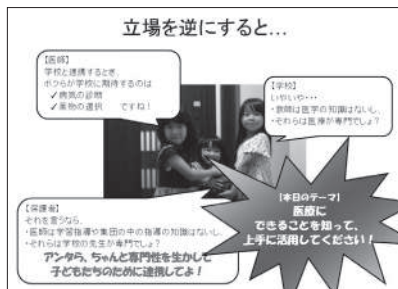 立場を逆にすると…
【医師】
学校と連携するとき、
ボクらが学校に期待するのは
✓病気の診断
✓薬物の選択　ですね！
【学校】
いやいや・・・
・教師は医学の知識はないし、
・それらは医療が専門でしょ？
【保護者】
それを言うなら、
・医師は学習指導や集団の中の指導の知識はないし、
・それらは学校の先生が専門でしょ？
アンタら、ちゃんと専門性を生かして
子どもたちのために連携してよ！
【本日のテーマ】
医療に
できることを知って、
上手に活用してください！